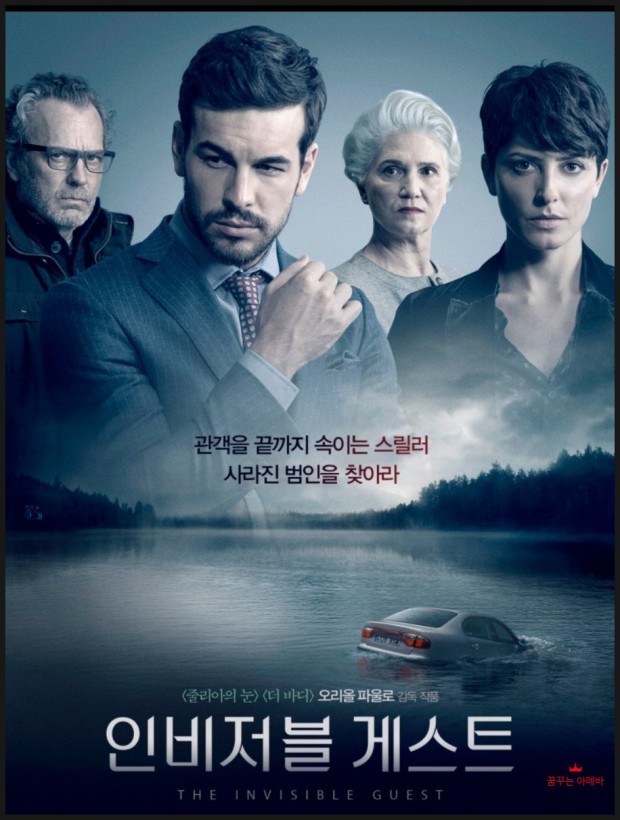 관객을 끝까지 속이는 스릴러
사라진 범인을 찾아라
<줄리아의 눈> <더 바디> 오리올 파울로 감독 작품
인비저블 게스트
THE INVISIBLE GUEST
꿈꾸는 아메바